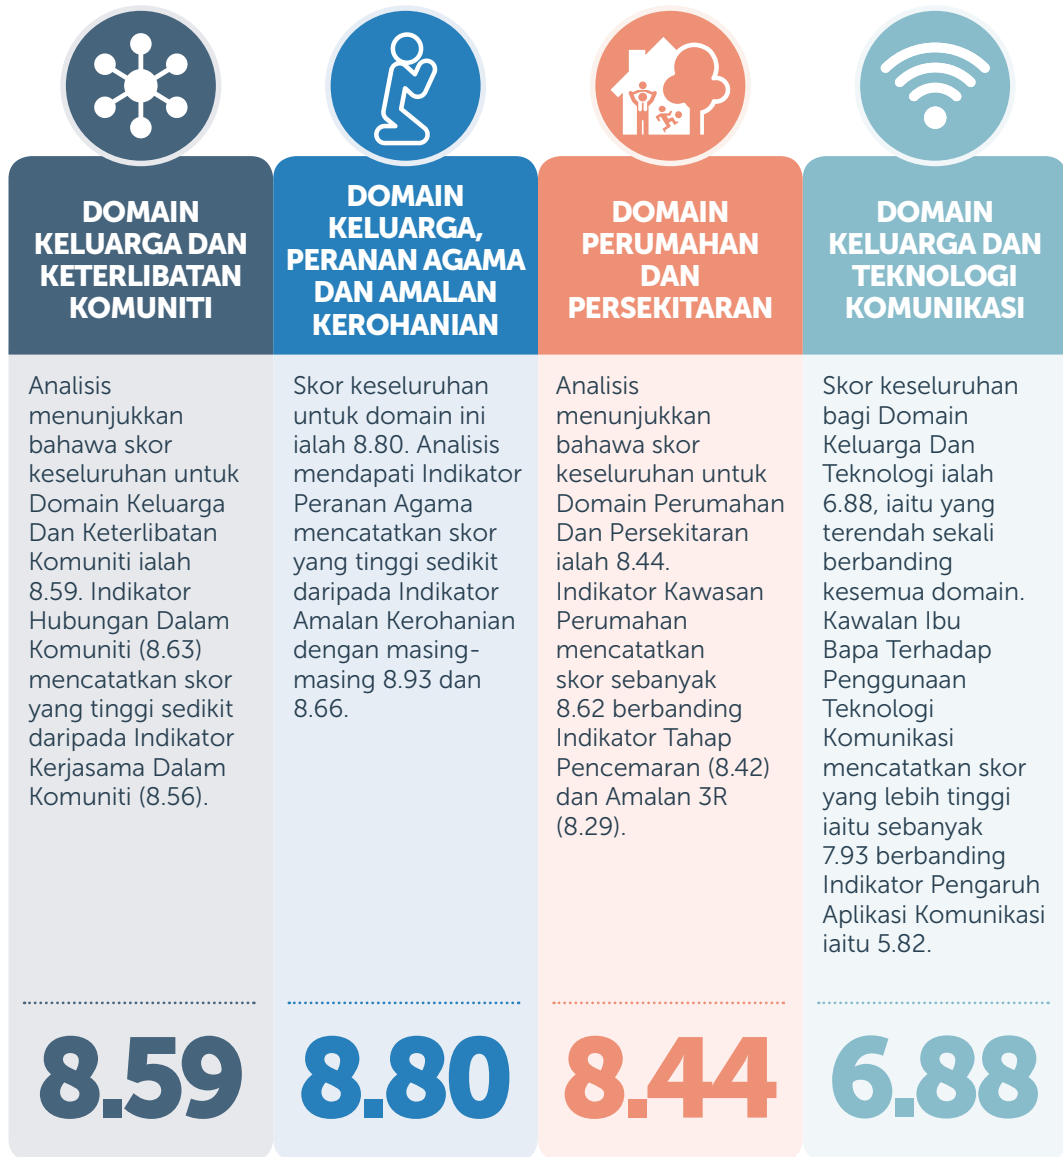 DOMAIN
KELUARGA DAN
KETERLIBATAN
KOMUNITI
Analisis
menunjukkan
bahawa skor
keseluruhan untuk
Domain Keluarga
Dan Keterlibatan
Komuniti ialah
8.59. Indikator
Hubungan Dalam
Komuniti (8.63)
mencatatkan skor
yang tinggi sedikit
daripada Indikator
Kerjasama Dalam
Komuniti (8.56).
8.59
DOMAIN
KELUARGA,
PERANAN AGAMA
DAN AMALAN
KEROHANIAN
Skor keseluruhan
untuk domain ini
ialah 8.80. Analisis
mendapati Indikator
Peranan Agama
mencatatkan skor
yang tinggi sedikit
daripada Indikator
Amalan Kerohanian
dengan masing-
masing 8.93 dan
8.66.
8.80
DOMAIN
PERUMAHAN
DAN
PERSEKITARAN
Analisis
menunjukkan
bahawa skor
keseluruhan untuk
Domain Perumahan
Dan Persekitaran
ialah 8.44.
Indikator Kawasan
Perumahan
mencatatkan
skor sebanyak
8.62 berbanding
Indikator Tahap
Pencemaran (8.42)
dan Amalan 3R
(8.29).
8.44
DOMAIN
KELUARGA DAN
TEKNOLOGI
KOMUNIKASI
Skor keseluruhan
bagi Domain
Keluarga Dan
Teknologi ialah
6.88, iaitu yang
terendah sekali
berbanding
kesemua domain.
Kawalan Ibu
Bapa Terhadap
Penggunaan
Teknologi
Komunikasi
mencatatkan skor
yang lebih tinggi
iaitu sebanyak
7.93 berbanding
Indikator Pengaruh
Aplikasi Komunikasi
iaitu 5.82.
6.88